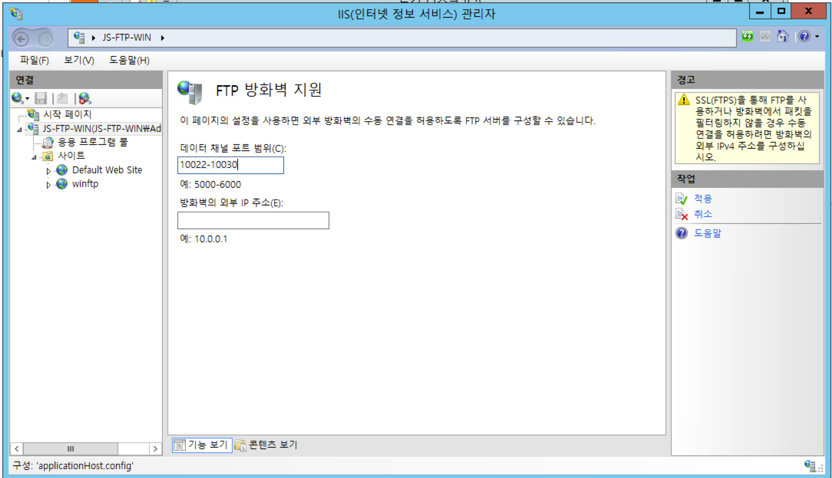 IIS(인터넷 정보 서비스) 관리자
JS-FTP-WIN
파일(F) 보기(V) 도움말(H)
연결
시작 페이지
JS-FTP-WIN(JS-FTP-WIN₩Ad
응용 프로그램 풀
사이트
Default Web Site
winftp
FTP 방화벽 지원
이 페이지의 설정을 사용하면 외부 방화벽의 수동 연결을 허용하도록 FTP 서버를 구성할 수 있습니다.
데이터 채널 포트 범위(C):
10022-10030
예: 5000-6000
방화벽의 외부 IP 주소(E):
예: 10.0.0.1
기능 보기 콘텐츠 보기
경고
SSL(FTPS)을 통해 FTP를 사
용하거나 방화벽에서 패킷을
필터링하지 않을 경우 수동
연결을 허용하려면 방화벽의
외부 IPv4 주소를 구성하십
시오.
작업
적용
취소
도움말
구성: 'applicationHost.config'